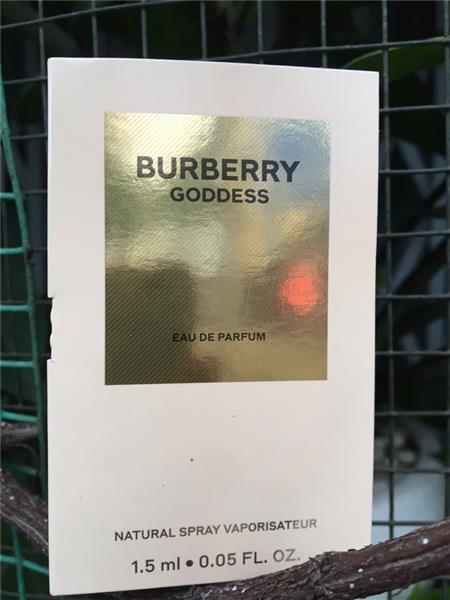 BURBERRY
GODDESS
EAU DE PARFUM
NATURAL SPRAY VAPORISATEUR
1.5 ml • 0.05 FL. OZ.